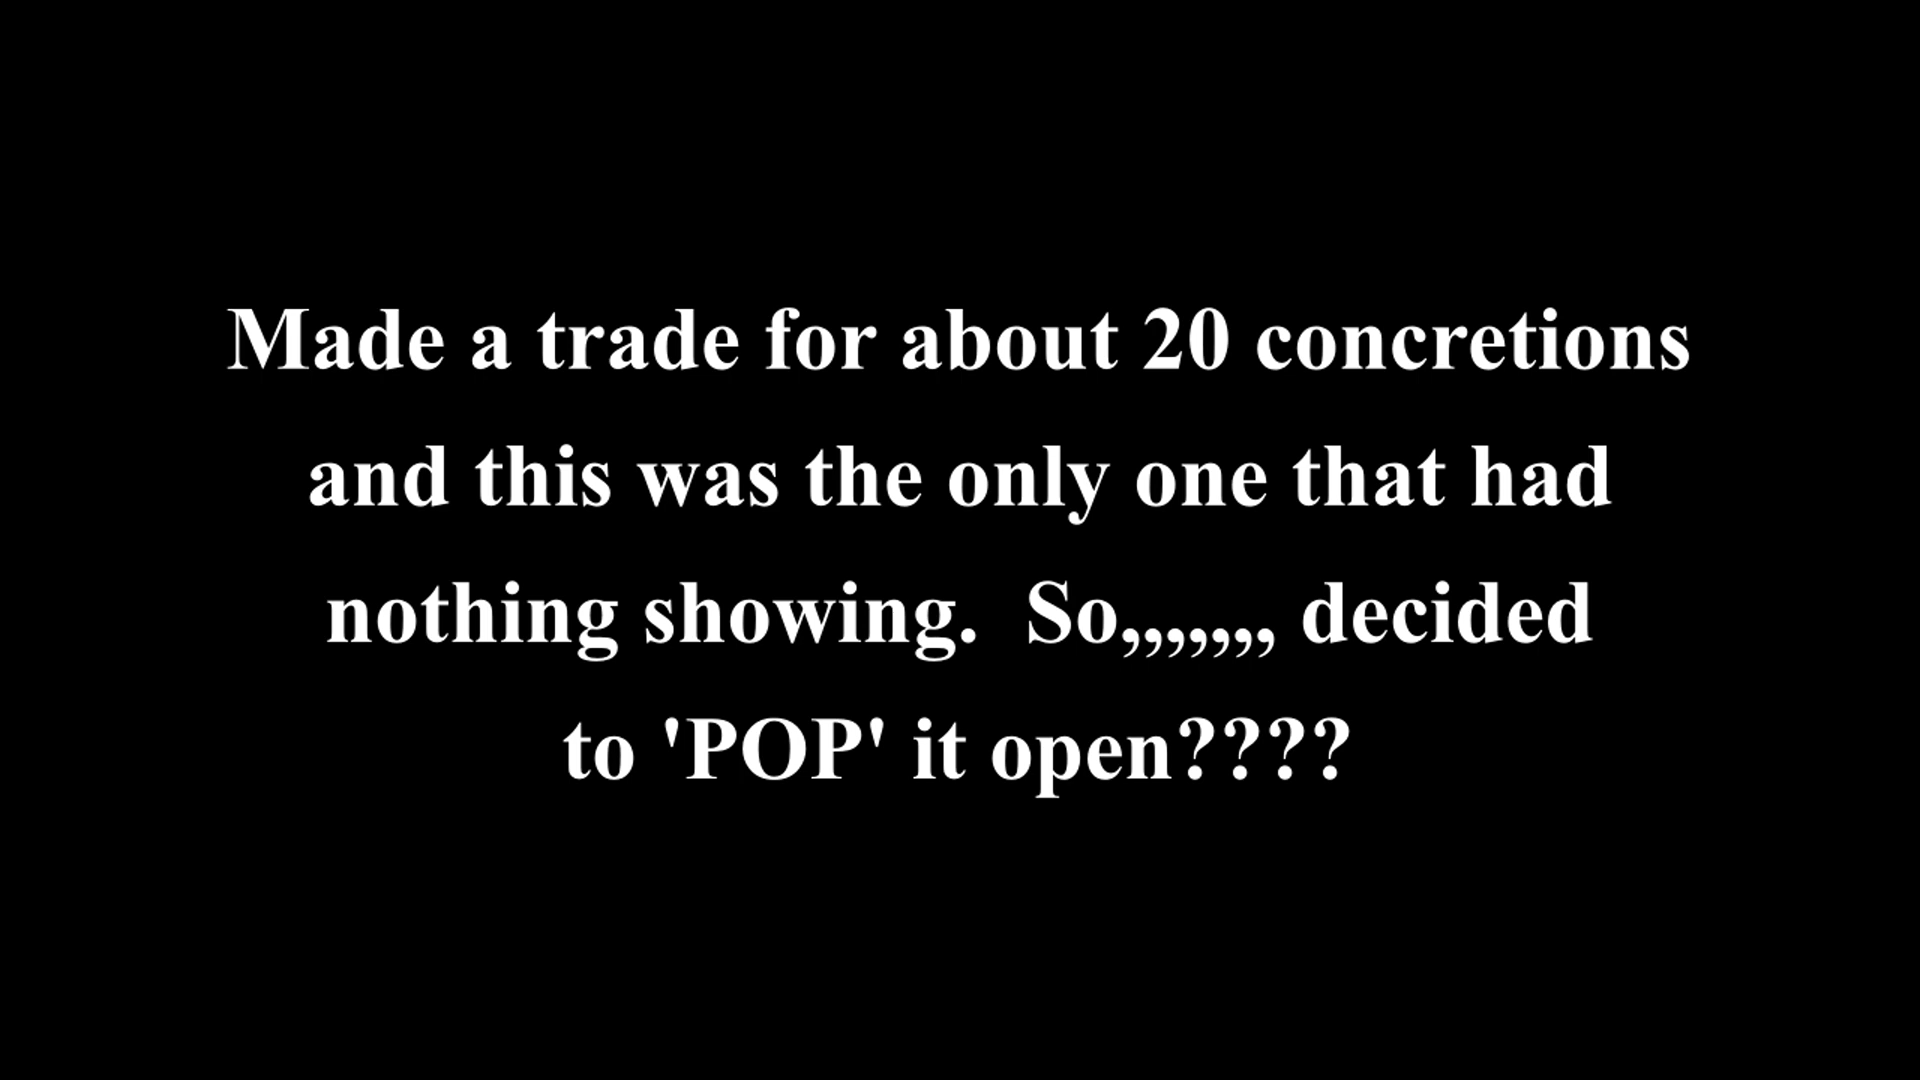 Made a trade for about 20 concretions
and this was the only one that had
nothing showing.  So,,,,,,, decided
to 'POP' it open????